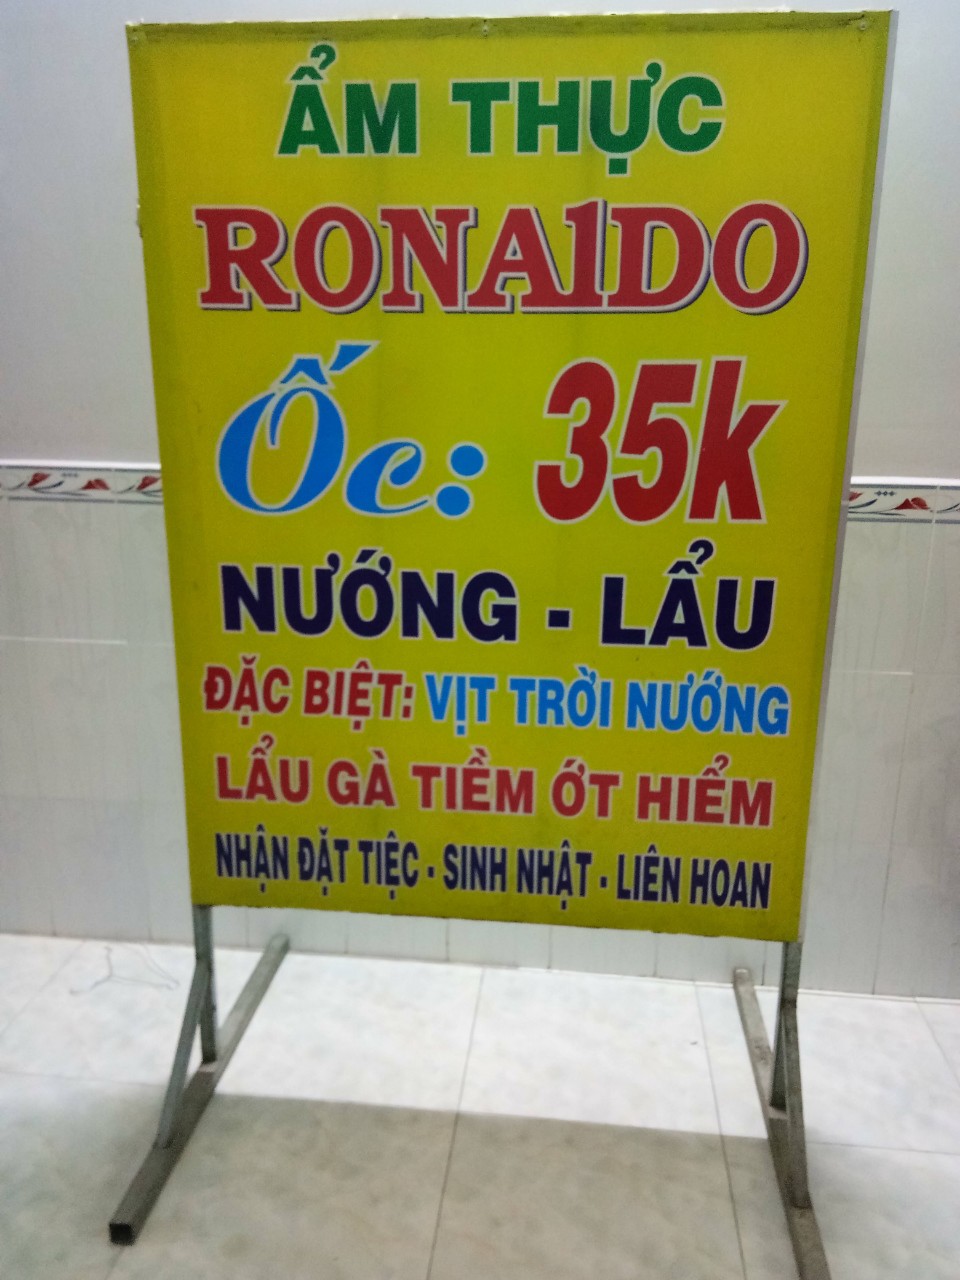 ẨM THỰC
RONAlDO
Ốc: 35k
NƯỚNG - LẨU
ĐẶC BIỆT: VỊT TRỜI NƯỚNG
LẨU GÀ TIỀM ỚT HIỂM
NHẬN ĐẶT TIỆC - SINH NHẬT - LIÊN HOAN